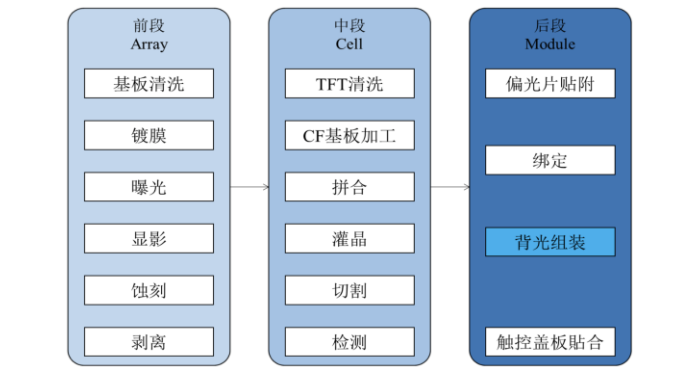 前段
Array
基板清洗
镀膜
曝光
显影
蚀刻
剥离
中段
Cell
TFT清洗
CF基板加工
拼合
灌晶
切割
检测
后段
Module
偏光片贴附
绑定
背光组装
触控盖板貼合